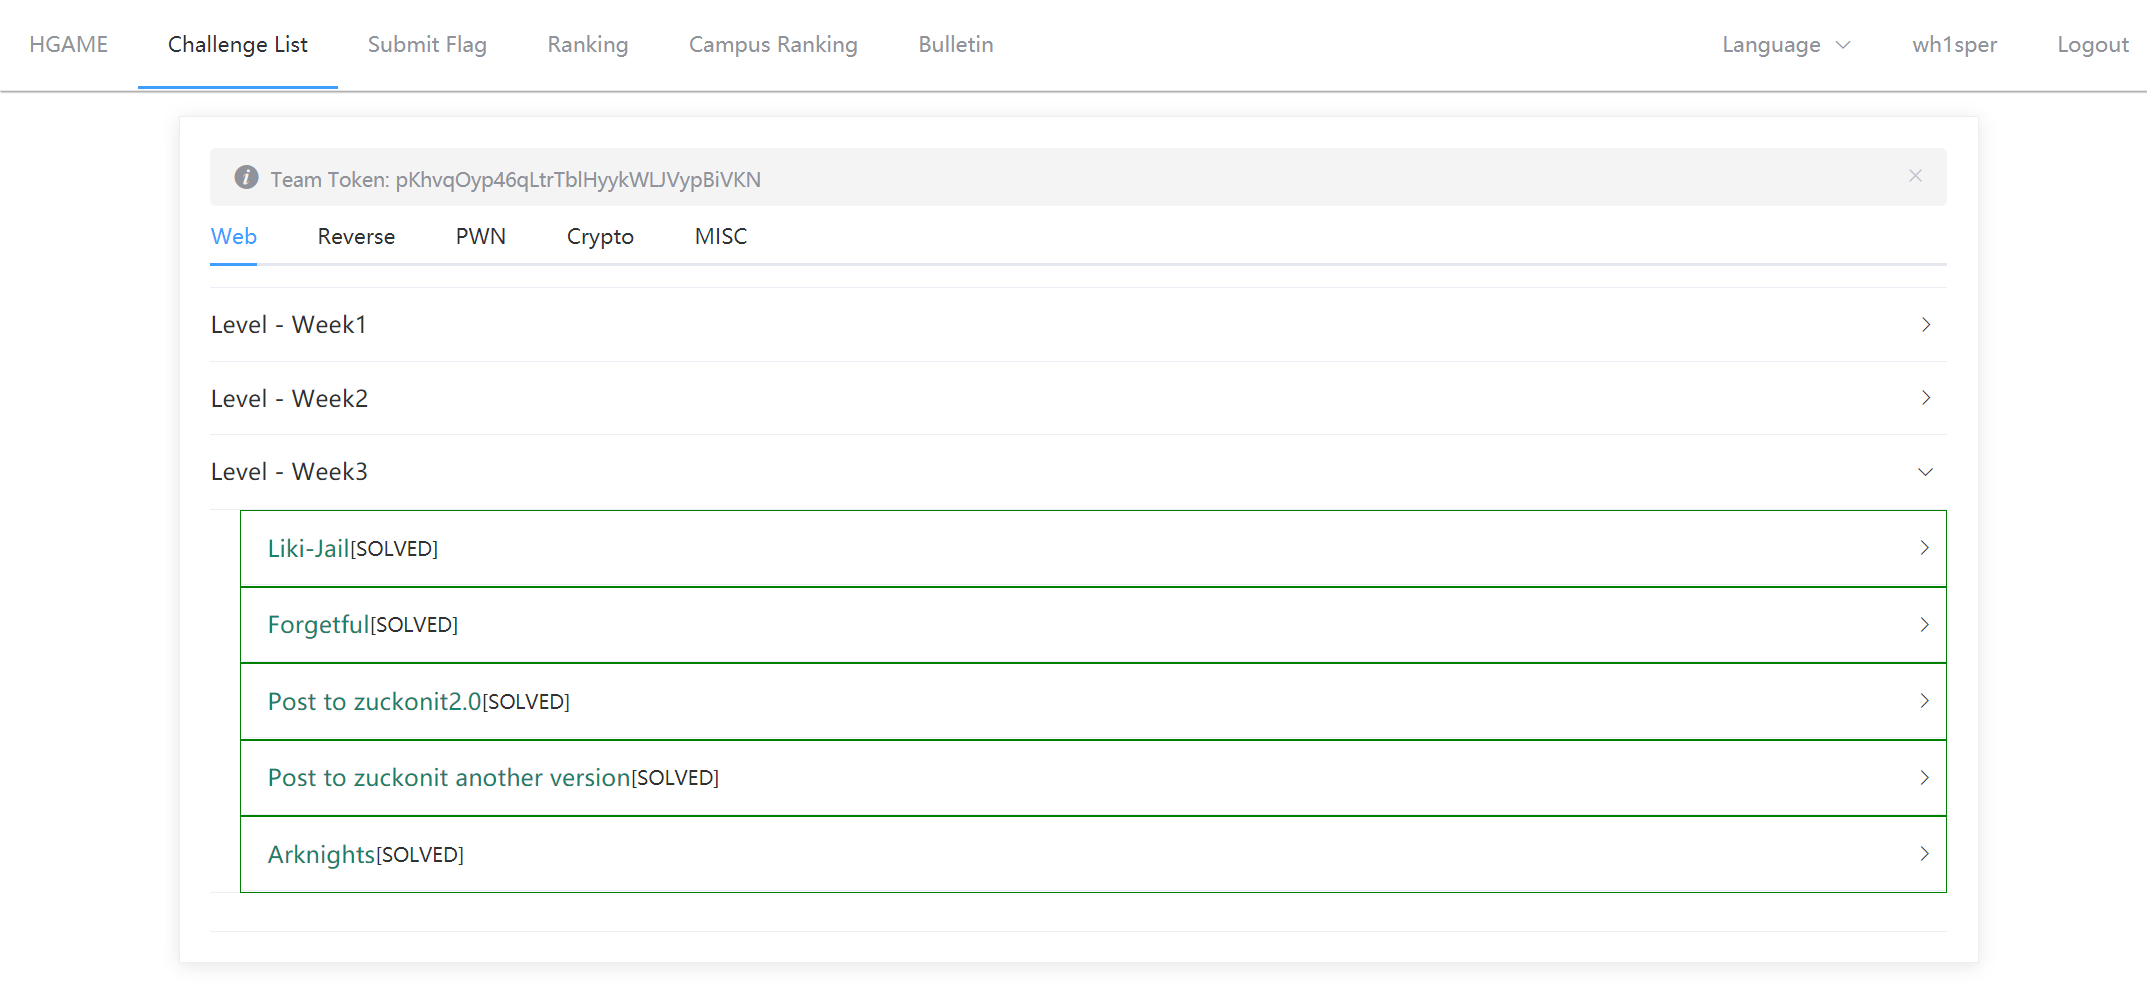 HGAME Challenge List Submit Flag Ranking Campus Ranking Bulletin Language wh1sper Logout
Team Token: pKhvqOyp46qLtrTblHyykWLJVypBiVKN
Web Reverse PWN Crypto MISC
Level - Week1
Level - Week2
Level - Week3
Liki-Jail[SOLVED]
Forgetful[SOLVED]
Post to zuckonit2.0[SOLVED]
Post to zuckonit another version[SOLVED]
Arknights[SOLVED]